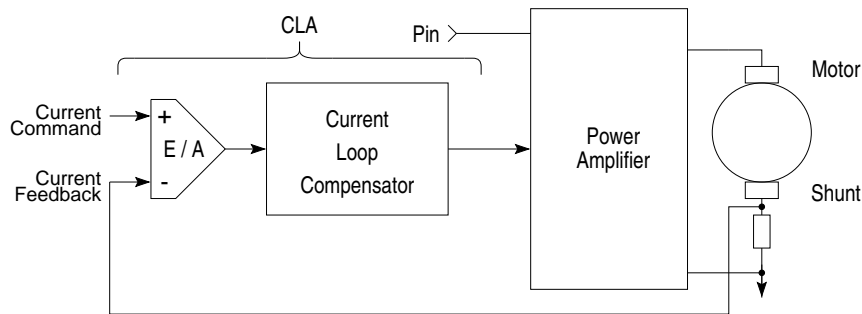 CLA
Pin
Motor
Current
Command
+
E / A
-
Current
Loop
Compensator
Power
Amplifier
Current
Feedback
Shunt